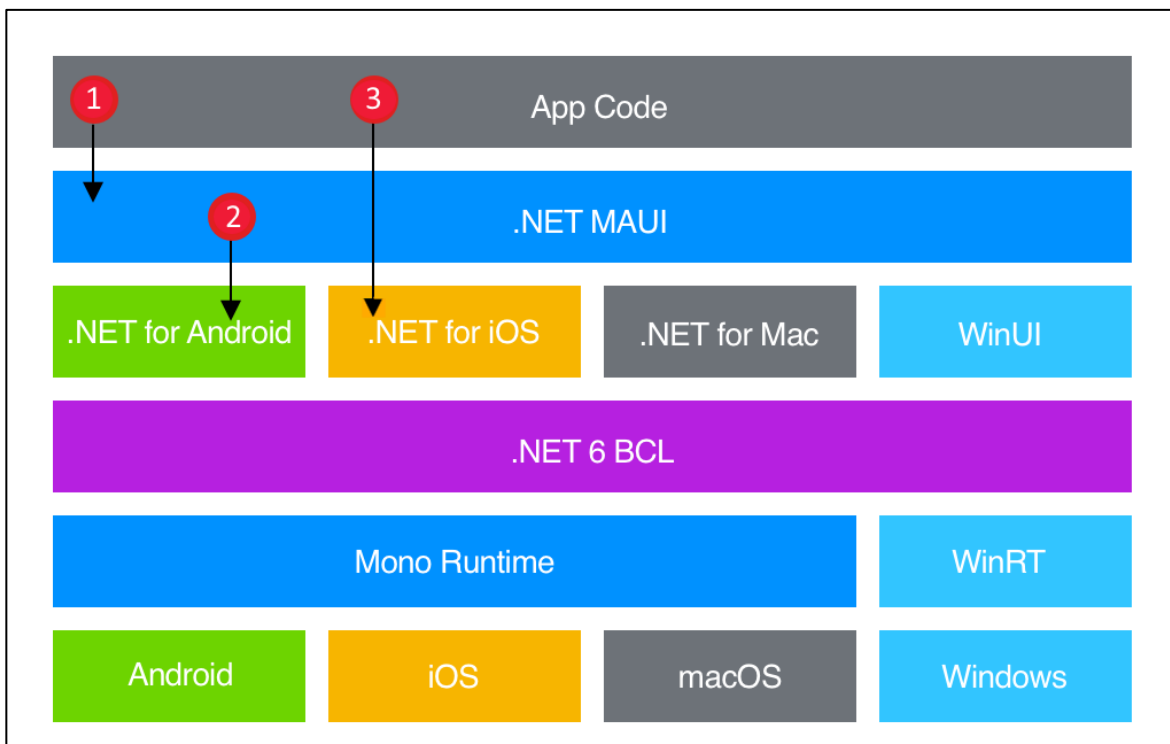 1
3
App Code
2
.NET MAUI
.NET for Android
.NET for iOS
.NET for Mac
WinUI
.NET 6 BCL
Mono Runtime
WinRT
Android
iOS
macOS
Windows